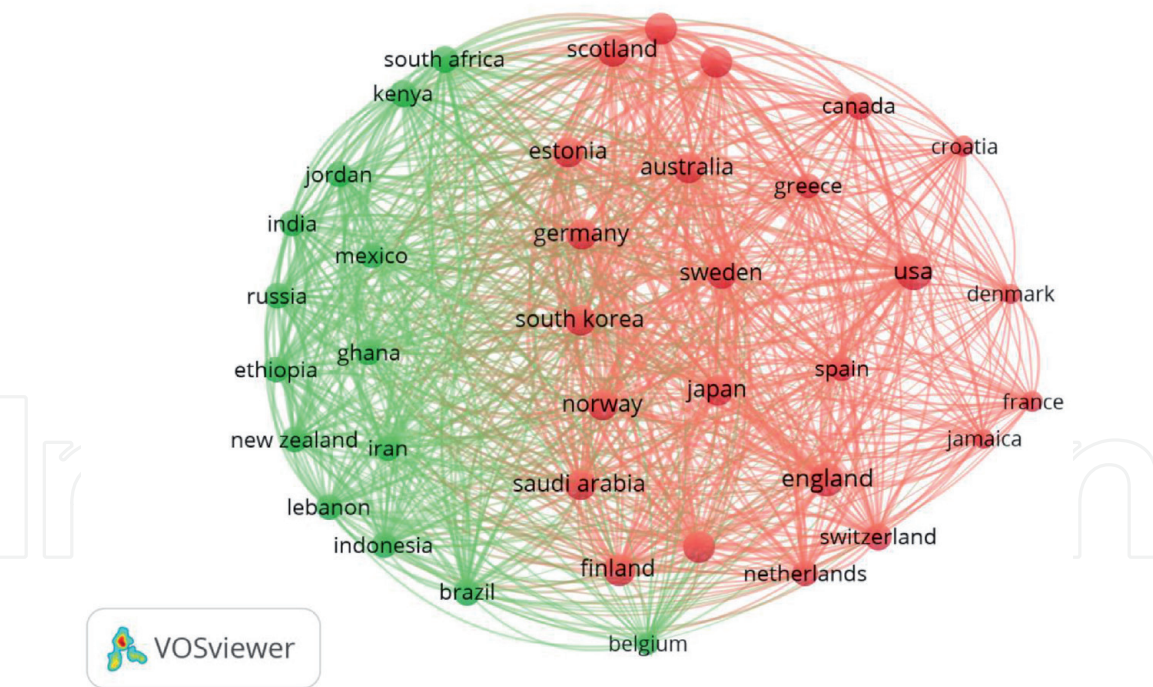 scotland
south africa
kenya
canada
croatia
estonia
australia
jordan
greece
india
germany
mexico
sweden
usa
russia
denmark
south korea
ghana
ethiopia
spain
japan
norway
france
new zealand
iran
jamaica
saudi arabia
england
lebanon
indonesia
switzerland
finland
netherlands
brazil
belgium
VOSviewer